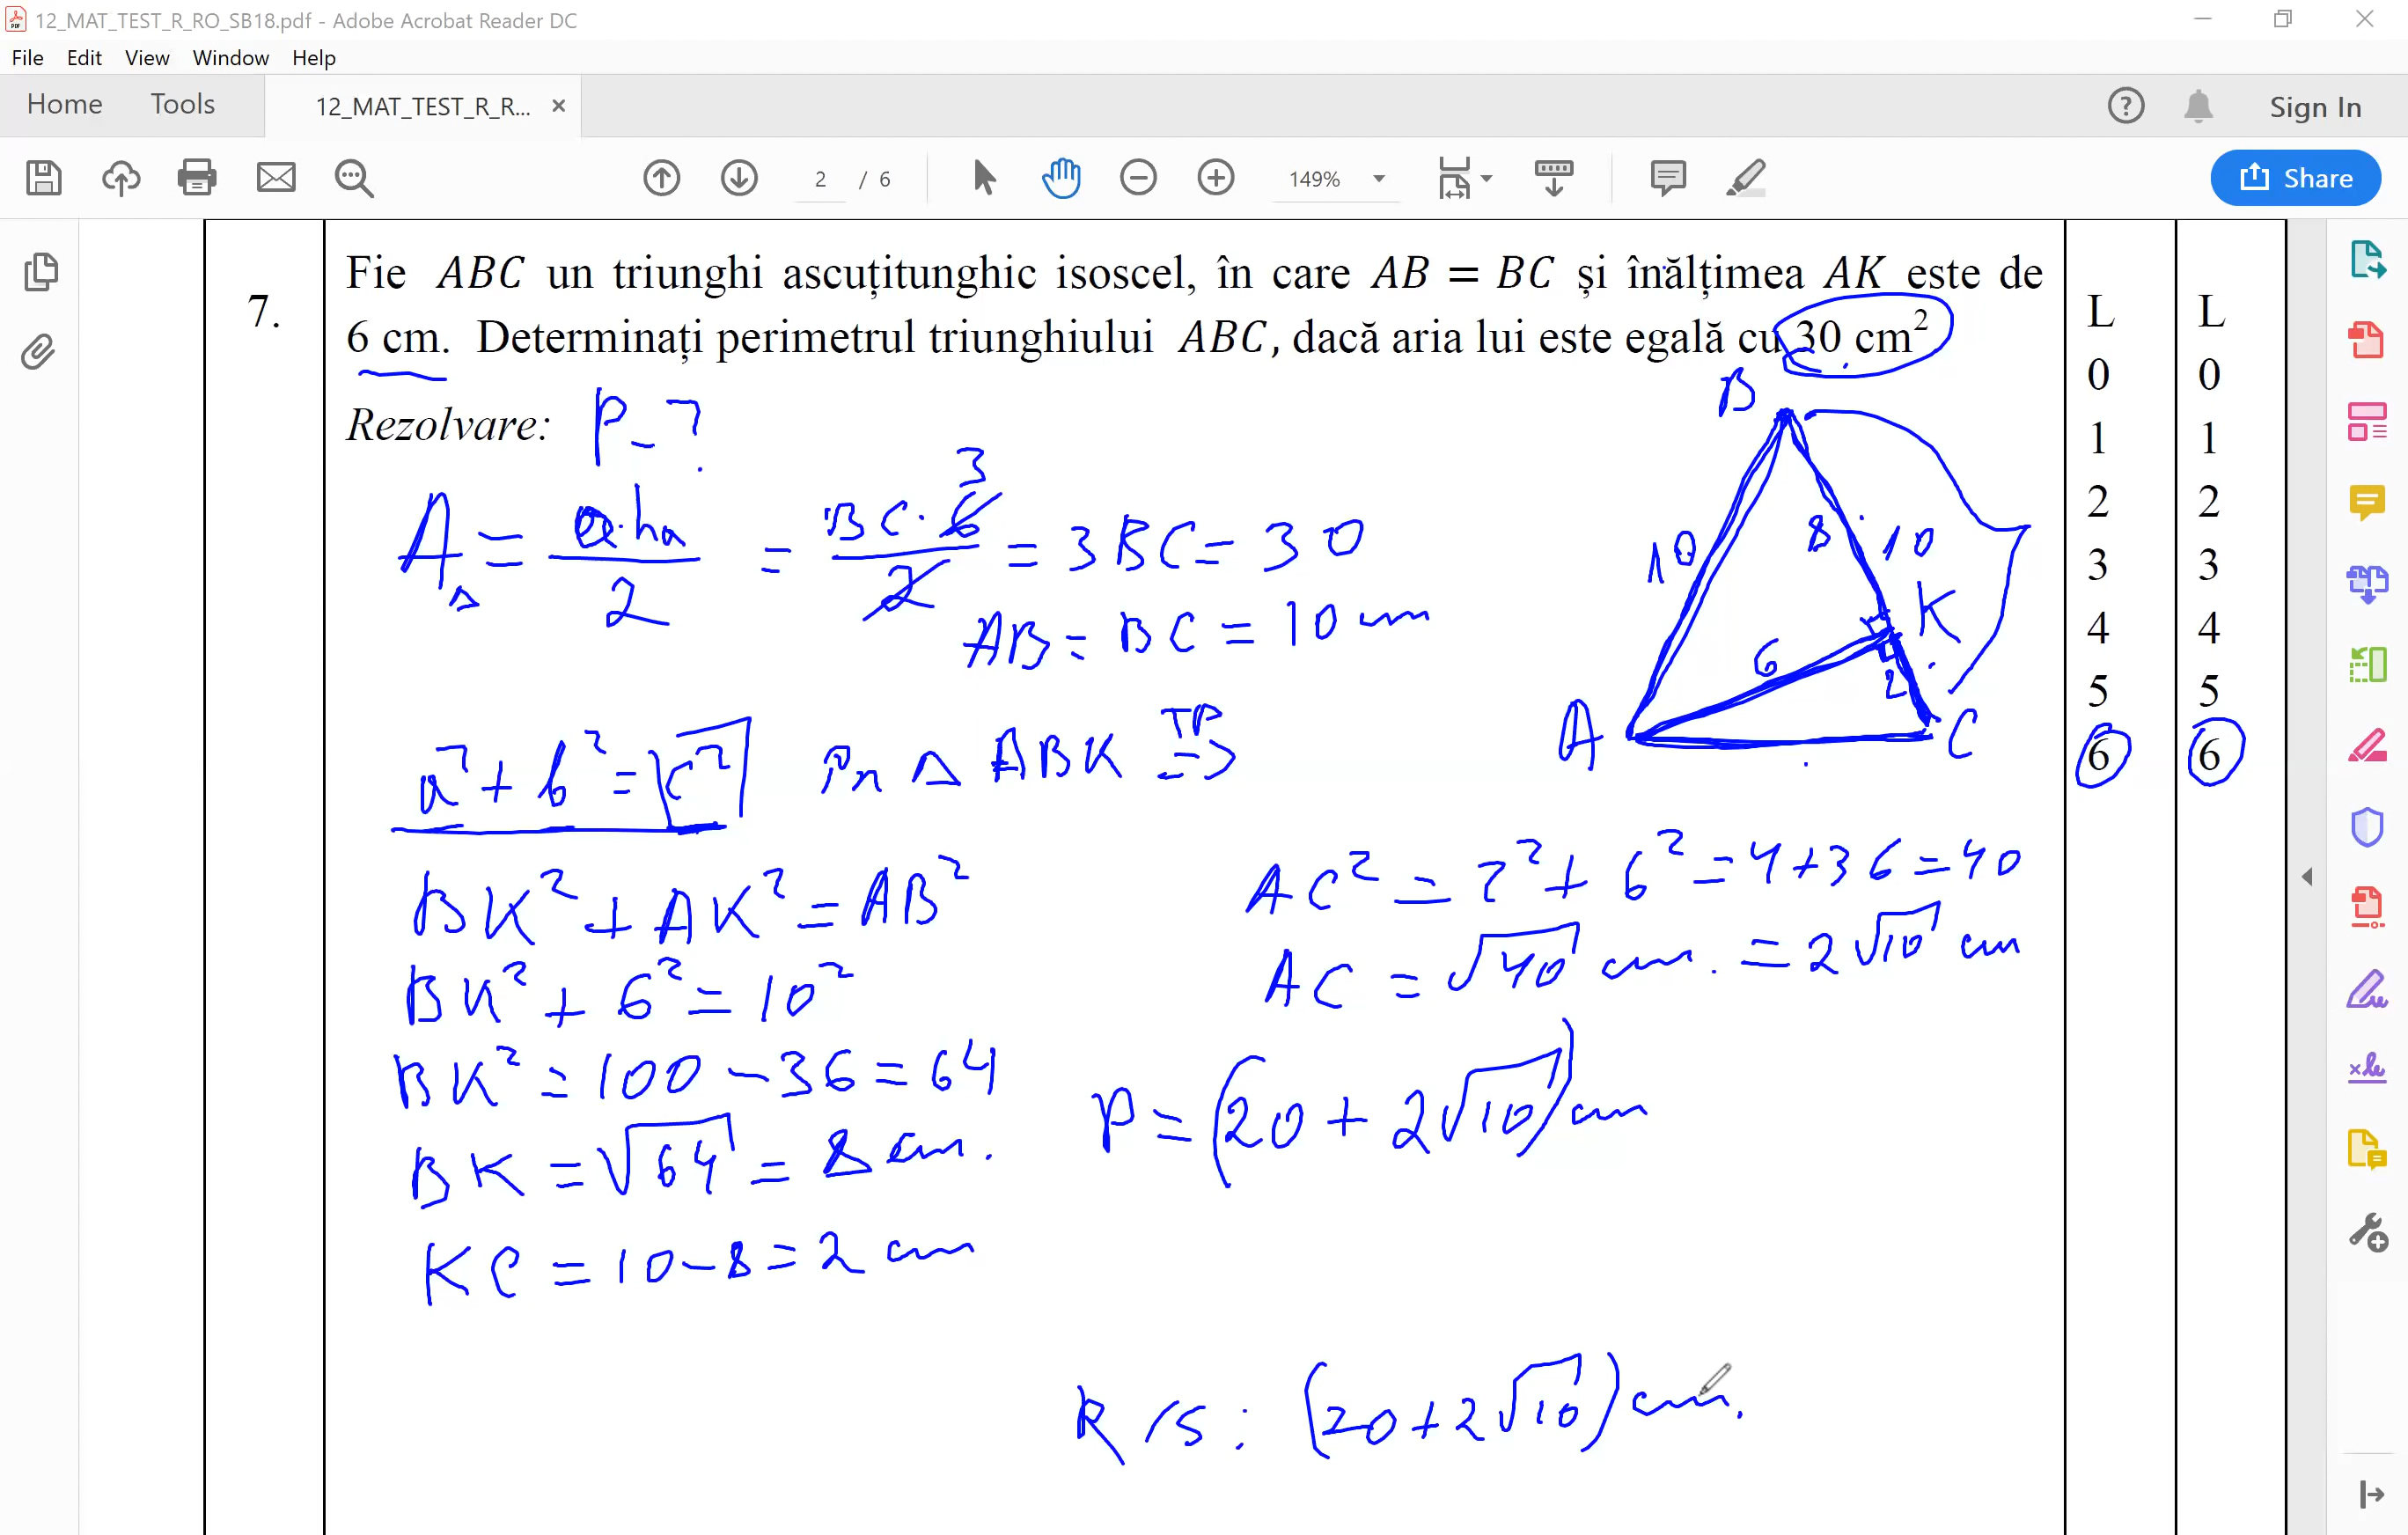 12_MAT_TEST_R_RO_SB18.pdf - Adobe Acrobat Reader DC
File Edit View Window Help
Home Tools 12_MAT_TEST_R_R... × Sign In
2 / 6 149% Share
7.
Fie ABC un triunghi ascuțitunghic isoscel, în care AB = BC și înălțimea AK este de
6 cm. Determinați perimetrul triunghiului ABC, dacă aria lui este egală cu 30 cm²
Rezolvare: P - ?
A△ = a·hₐ / 2 = BC·6 / 2 = 3BC = 30
3
AB = BC = 10 cm
B
10
8
10
K
6
2
A
C
a² + b² = c² în △ ABK TP ⇒
BK² + AK² = AB²
BK² + 6² = 10²
BK² = 100 − 36 = 64
BK = √64 = 8 cm.
KC = 10 − 8 = 2 cm
AC² = 2² + 6² = 4 + 36 = 40
AC = √40 cm. = 2√10 cm
P = (20 + 2√10) cm
R/s: (20 + 2√10) cm.
L
0
1
2
3
4
5
6
L
0
1
2
3
4
5
6